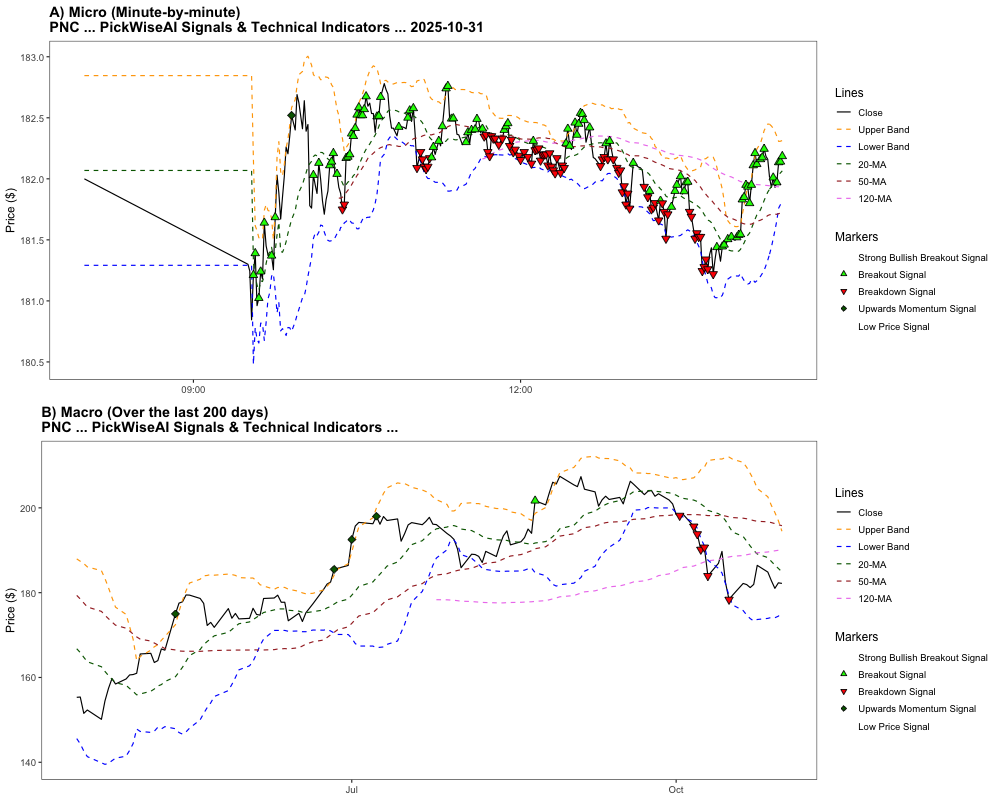 A) Micro (Minute-by-minute)
PNC ... PickWiseAI Signals & Technical Indicators ... 2025-10-31
Price ($)
183.0
182.5
182.0
181.5
181.0
180.5
09:00
12:00
Lines
Close
Upper Band
Lower Band
20-MA
50-MA
120-MA
Markers
Strong Bullish Breakout Signal
Breakout Signal
Breakdown Signal
Upwards Momentum Signal
Low Price Signal
B) Macro (Over the last 200 days)
PNC ... PickWiseAI Signals & Technical Indicators ...
Price ($)
200
180
160
140
Jul
Oct
Lines
Close
Upper Band
Lower Band
20-MA
50-MA
120-MA
Markers
Strong Bullish Breakout Signal
Breakout Signal
Breakdown Signal
Upwards Momentum Signal
Low Price Signal